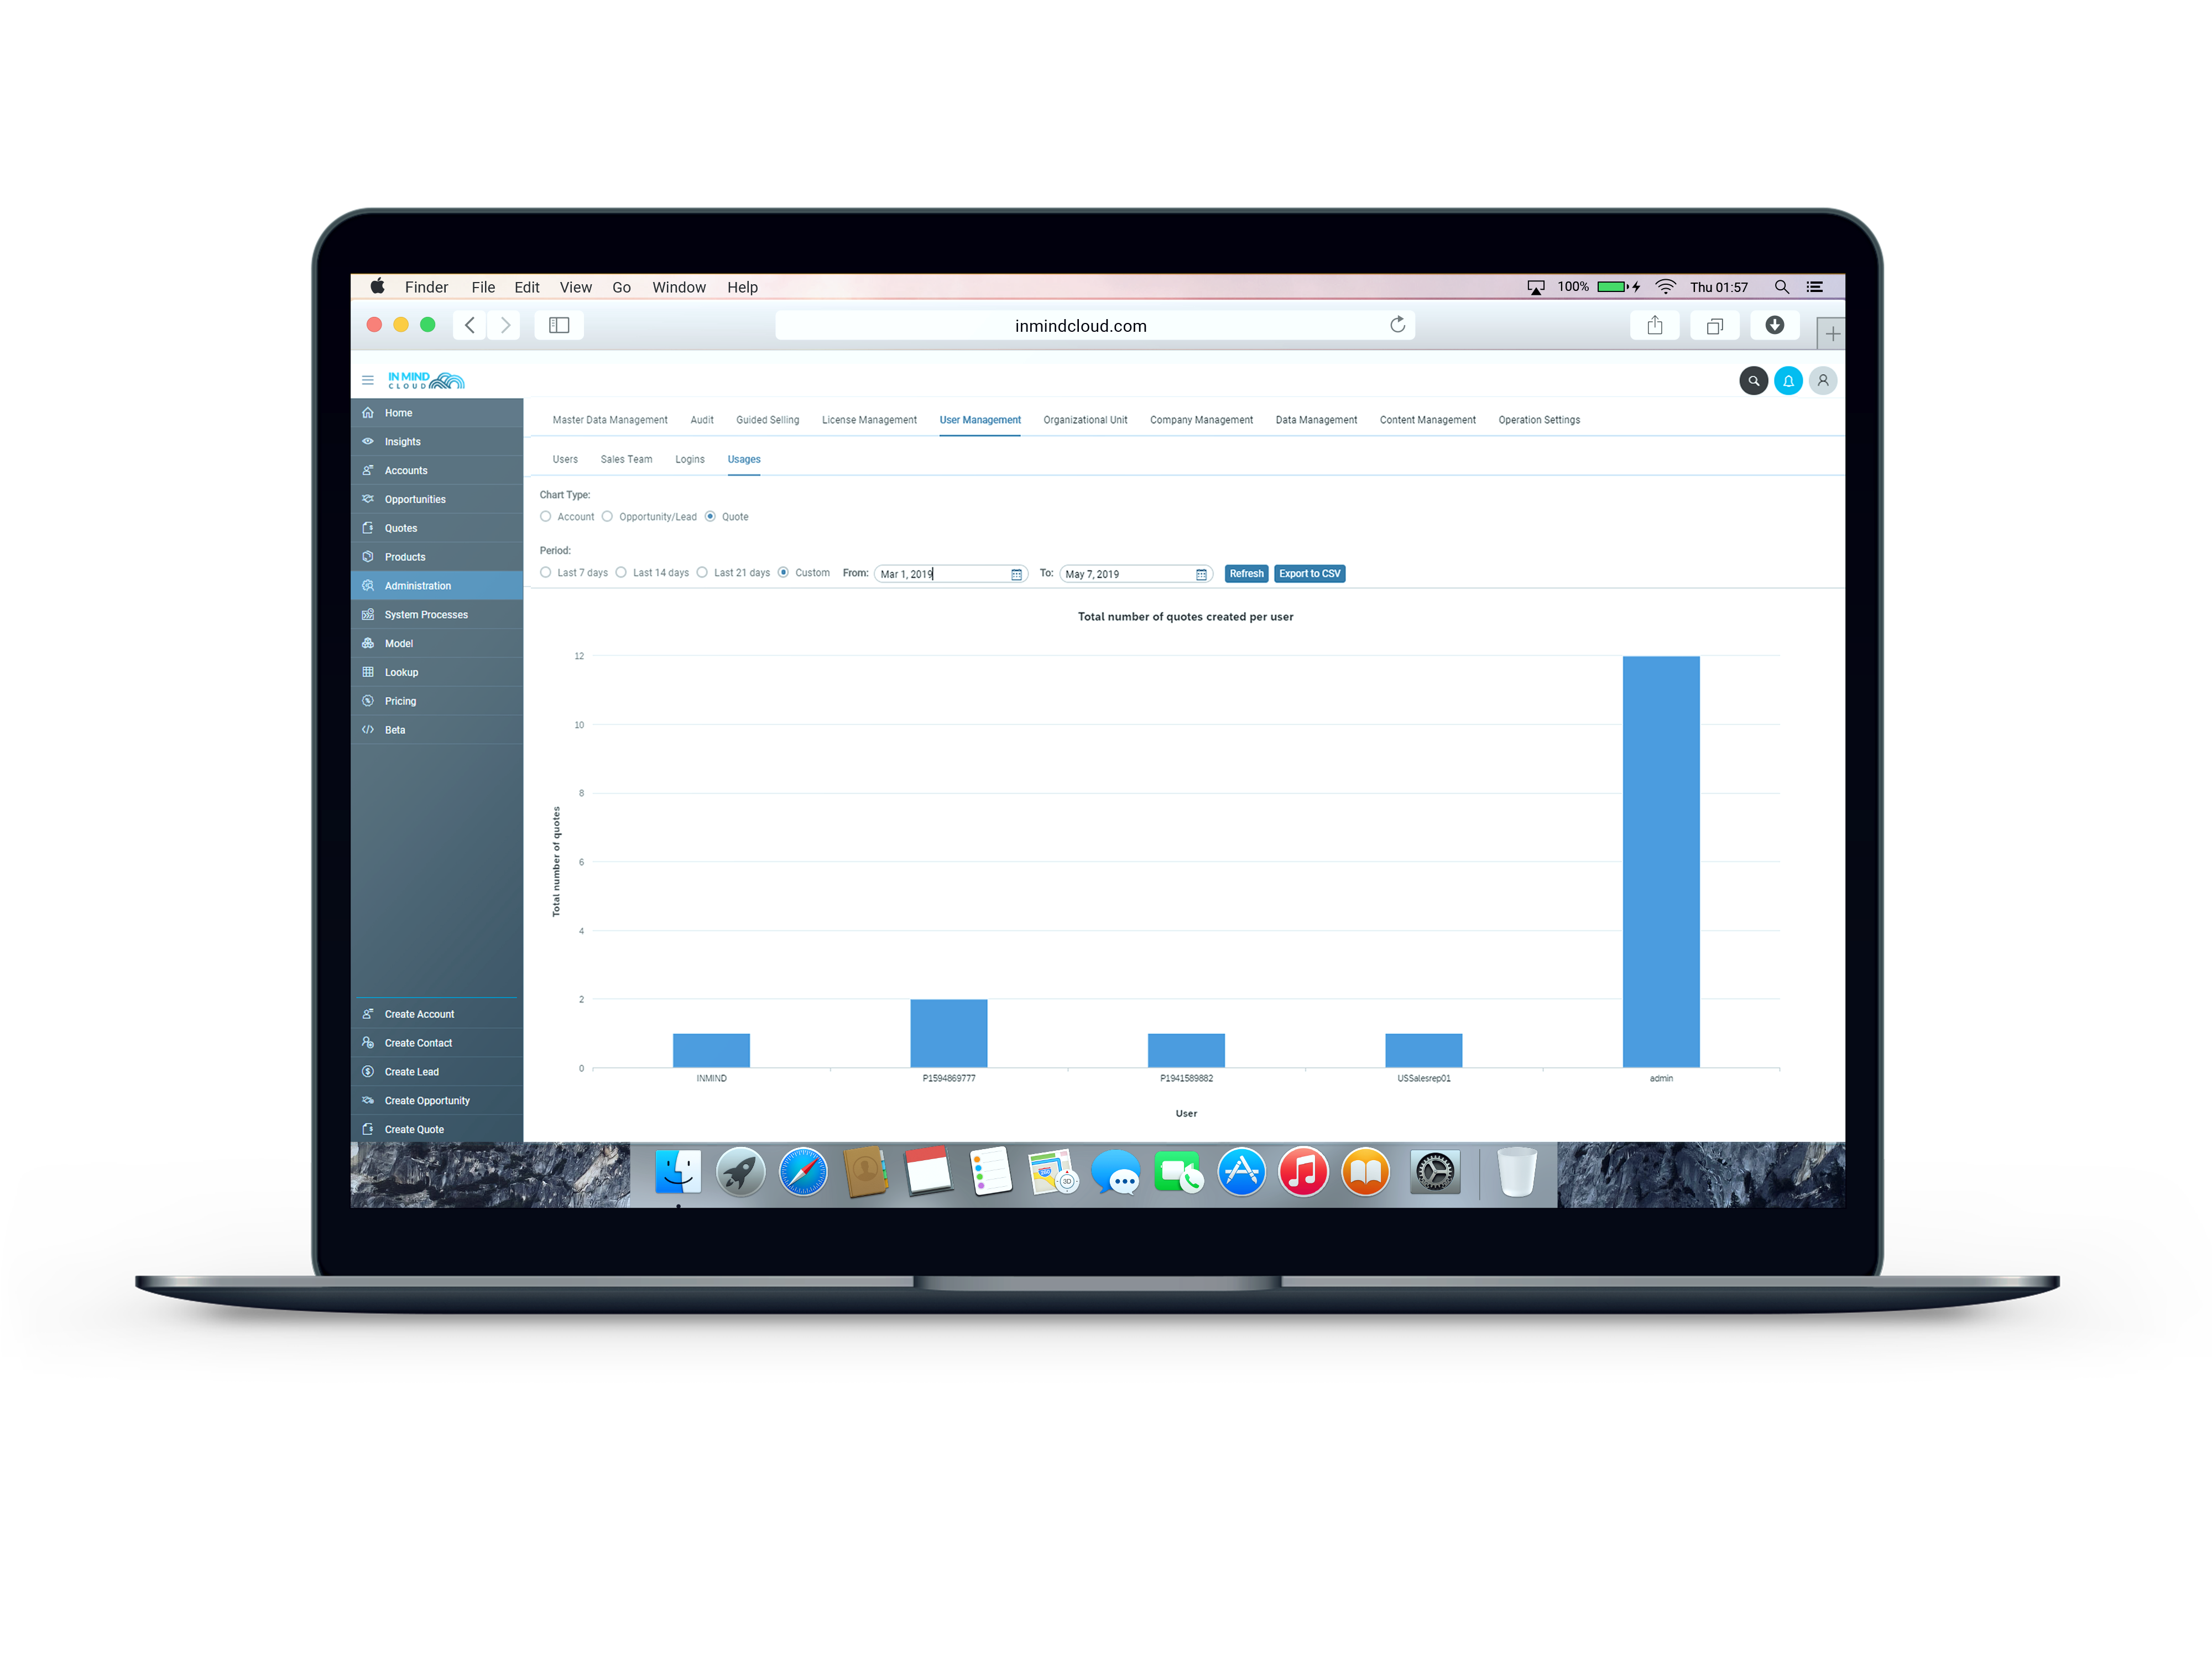 Finder File Edit View Go Window Help 100% Thu 01:57
inmindcloud.com
IN MIND
CLOUD
Home
Insights
Accounts
Opportunities
Quotes
Products
Administration
System Processes
Model
Lookup
Pricing
Beta
Create Account
Create Contact
Create Lead
Create Opportunity
Create Quote
Master Data Management Audit Guided Selling License Management User Management Organizational Unit Company Management Data Management Content Management Operation Settings
Users Sales Team Logins Usages
Chart Type:
Account Opportunity/Lead Quote
Period:
Last 7 days Last 14 days Last 21 days Custom From: Mar 1, 2019 To: May 7, 2019 Refresh Export to CSV
Total number of quotes created per user
Total number of quotes
12
10
8
6
4
2
0
INMIND P1594869777 P1941589882 USSalesrep01 admin
User
3D